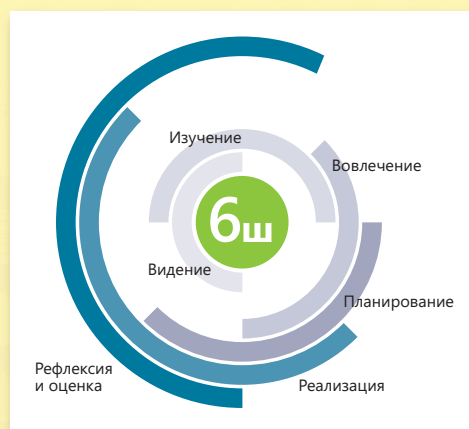 Изучение
Вовлечение
6ш
Видение
Планирование
Рефлексия
и оценка
Реализация